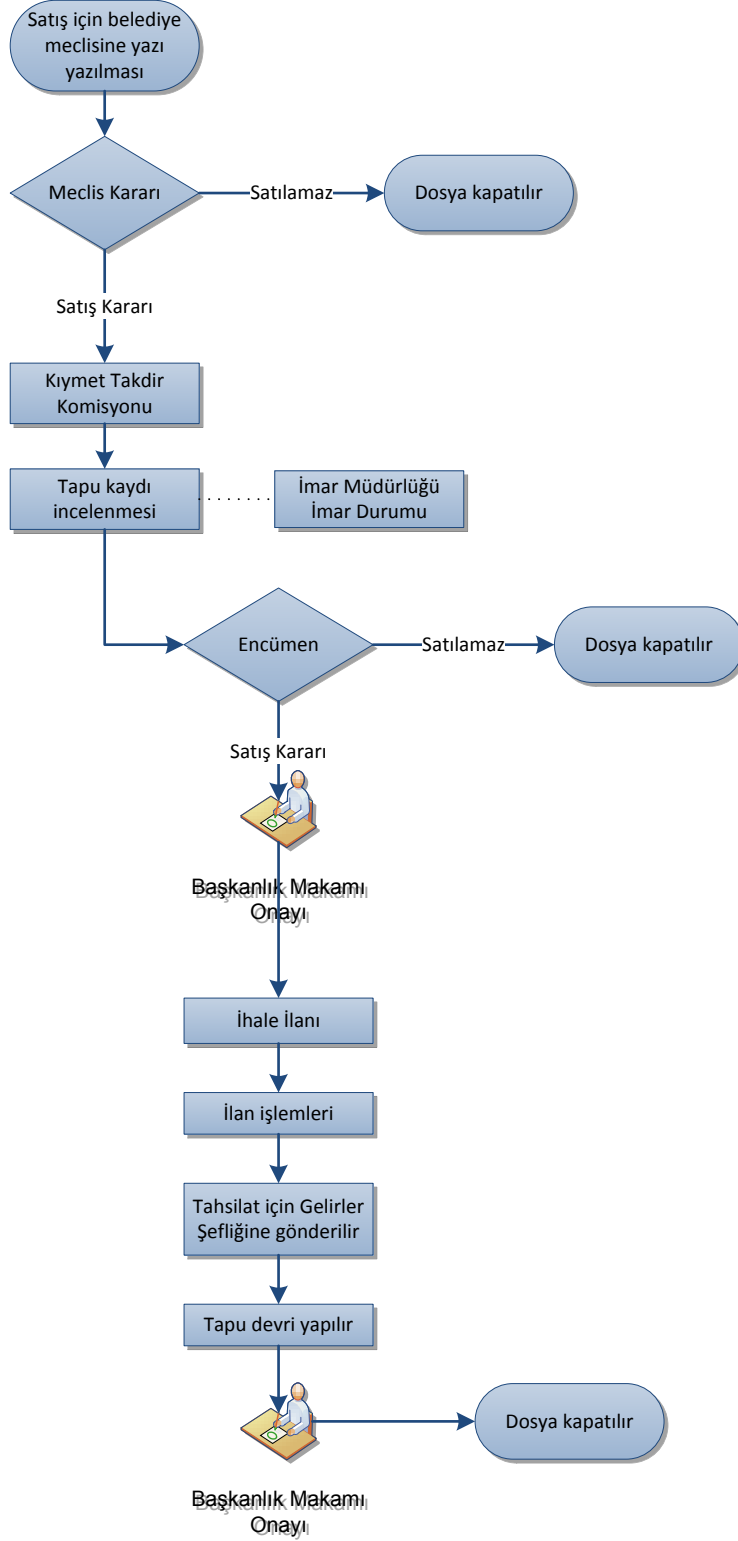 Satış için belediye
meclisine yazı
yazılması
Meclis Kararı
Satılamaz
Dosya kapatılır
Satış Kararı
Kıymet Takdir
Komisyonu
Tapu kaydı
incelenmesi
İmar Müdürlüğü
İmar Durumu
Encümen
Satılamaz
Dosya kapatılır
Satış Kararı
Başkanlık Makamı
Onayı
İhale İlanı
İlan işlemleri
Tahsilat için Gelirler
Şefliğine gönderilir
Tapu devri yapılır
Dosya kapatılır
Başkanlık Makamı
Onayı